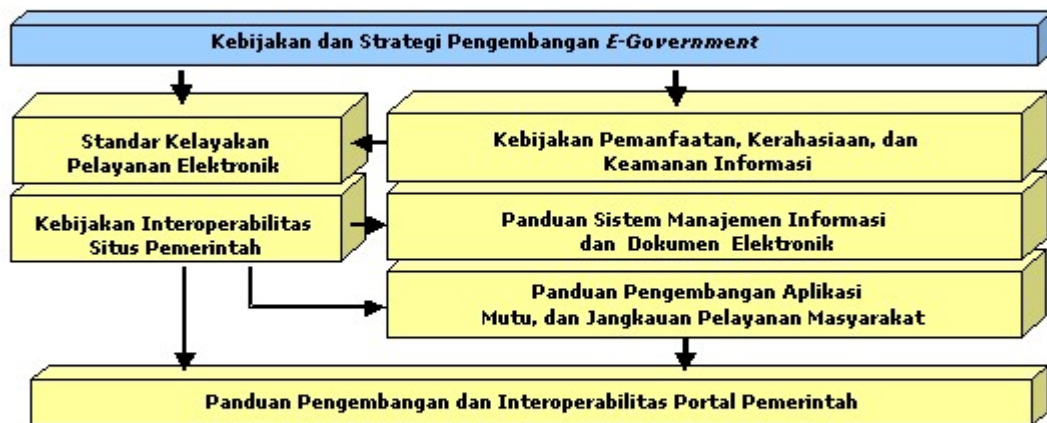 Kebijakan dan Strategi Pengembangan E-Government
Standar Kelayakan
Pelayanan Elektronik
Kebijakan Pemanfaatan, Kerahasiaan, dan
Keamanan Informasi
Kebijakan Interoperabilitas
Situs Pemerintah
Panduan Sistem Manajemen Informasi
dan Dokumen Elektronik
Panduan Pengembangan Aplikasi
Mutu, dan Jangkauan Pelayanan Masyarakat
Panduan Pengembangan dan Interoperabilitas Portal Pemerintah